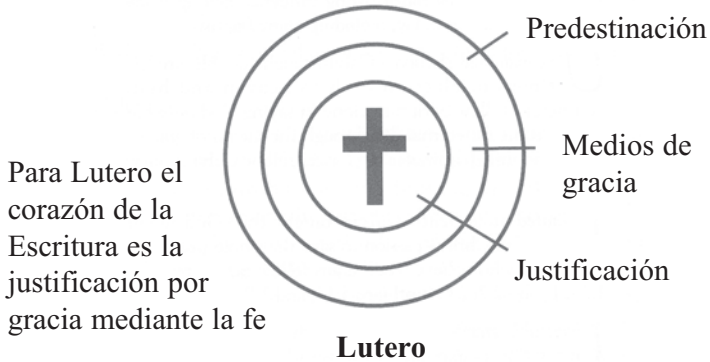 Predestinación
Medios de
gracia
Justificación
Para Lutero el
corazón de la
Escritura es la
justificación por
gracia mediante la fe
Lutero